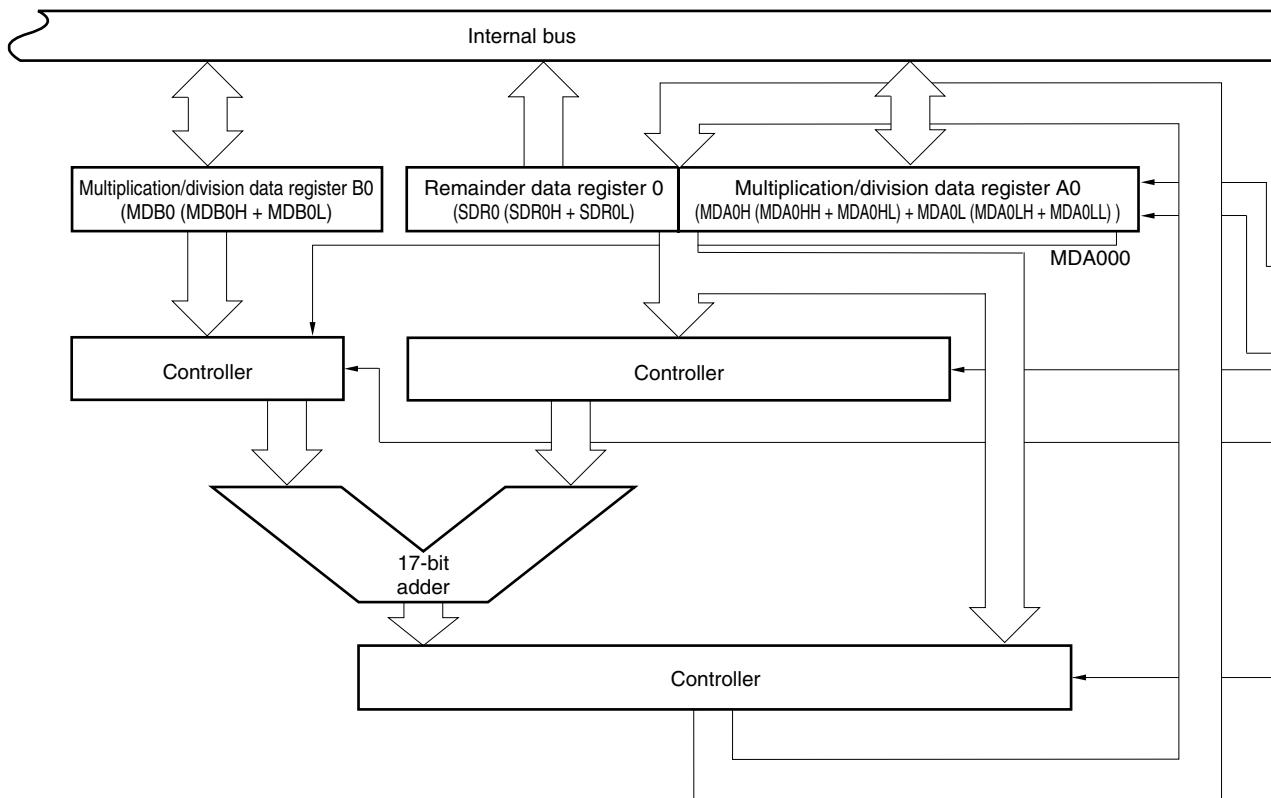 Internal bus
Multiplication/division data register B0
(MDB0 (MDB0H + MDB0L)
Remainder data register 0
(SDR0 (SDR0H + SDR0L)
Multiplication/division data register A0
(MDA0H (MDA0HH + MDA0HL) + MDA0L (MDA0LH + MDA0LL) )
MDA000
Controller
Controller
17-bit
adder
Controller